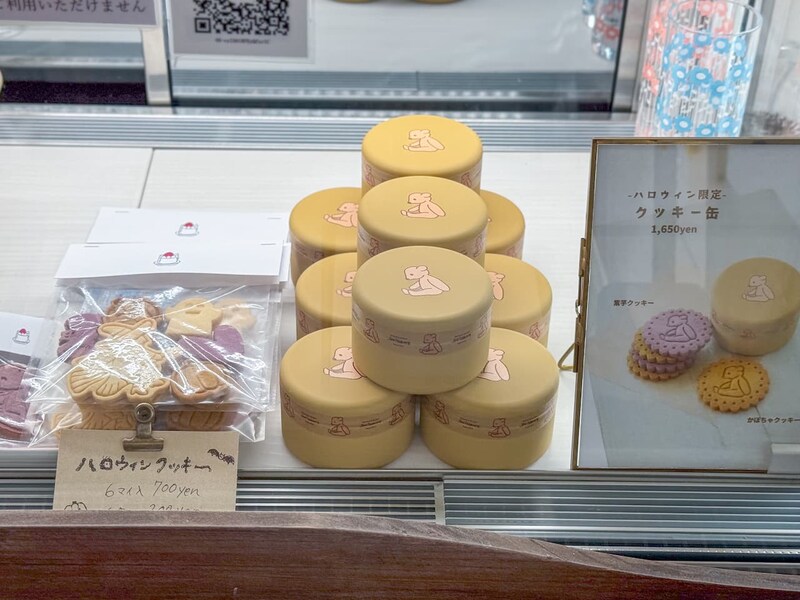 利用いただけません
-ハロウィン限定-
クッキー缶
1,650yen
紫芋クッキー
かぼちゃクッキー
ハロウィンクッキー
6マイ入 700yen